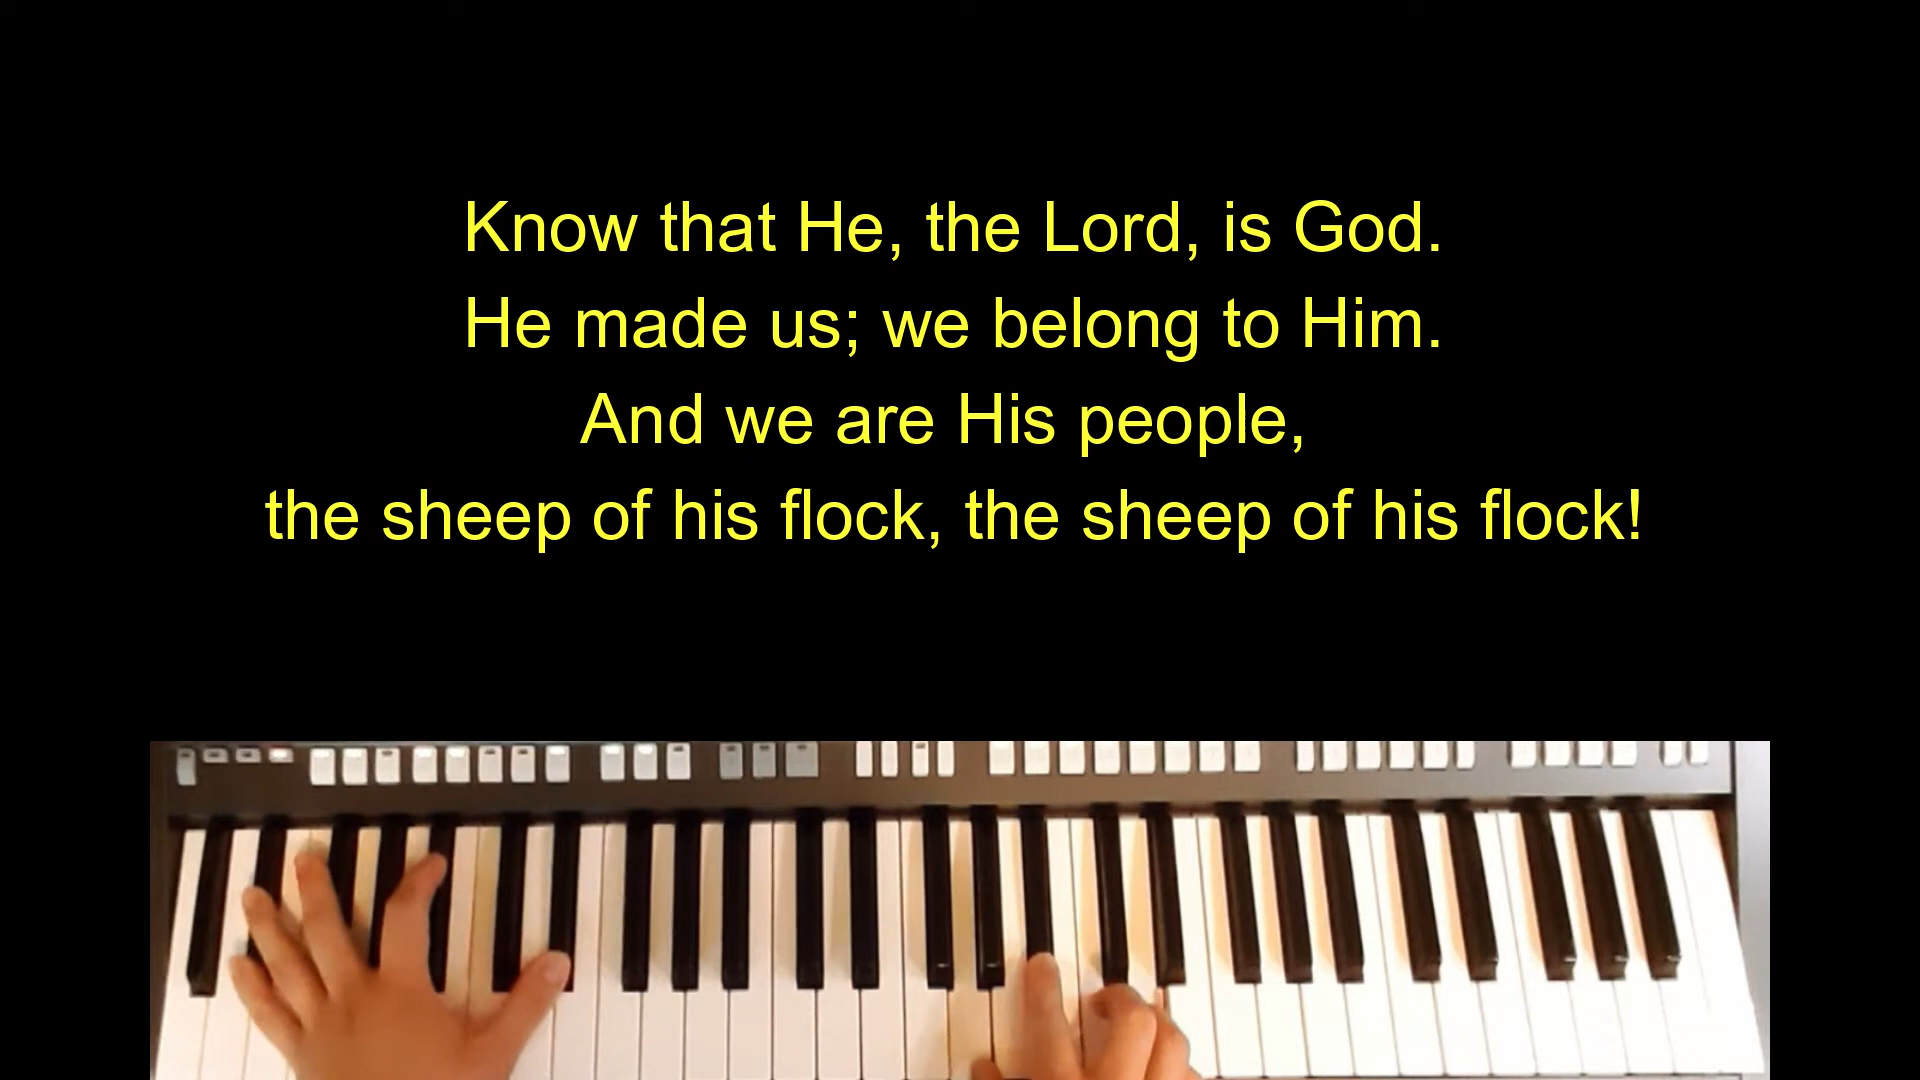 Know that He, the Lord, is God.
He made us; we belong to Him.
And we are His people,
the sheep of his flock, the sheep of his flock!